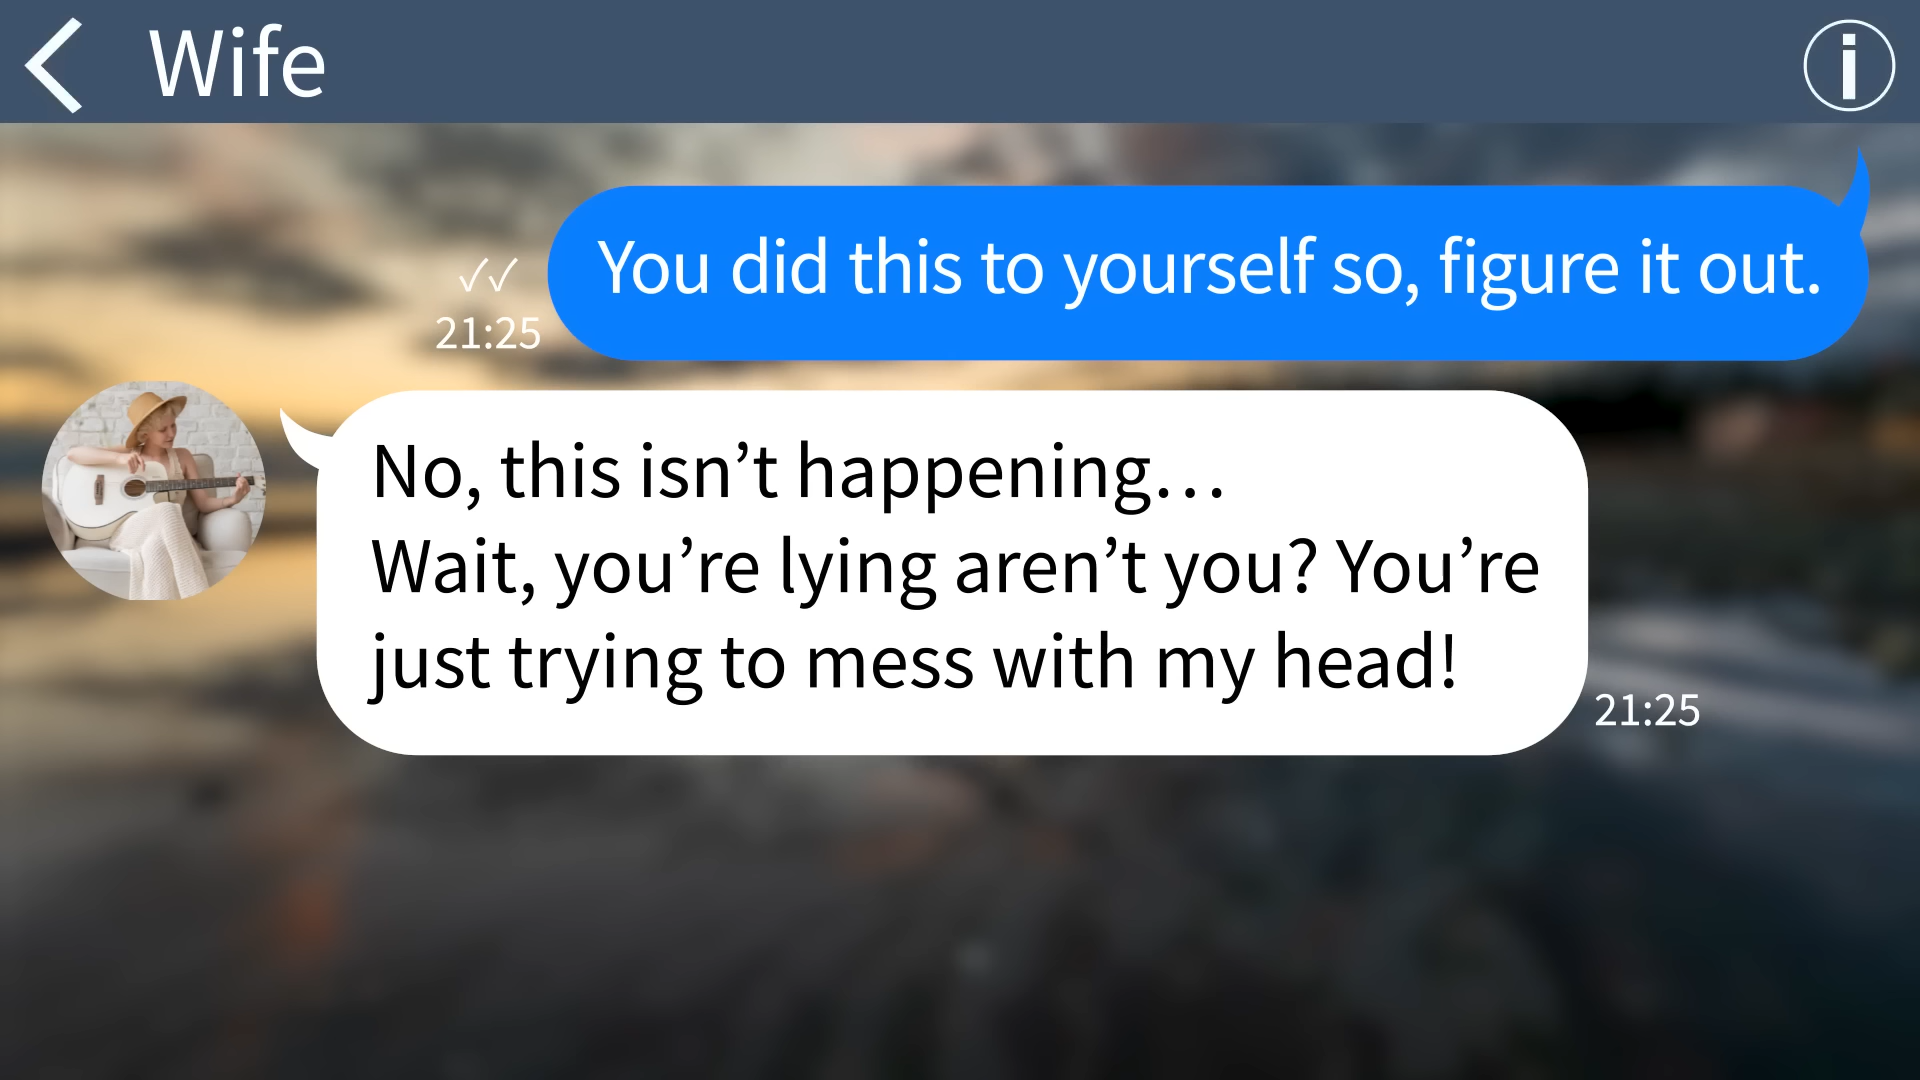 Wife
You did this to yourself so, figure it out.
✓✓
21:25
No, this isn’t happening…
Wait, you’re lying aren’t you? You’re
just trying to mess with my head!
21:25